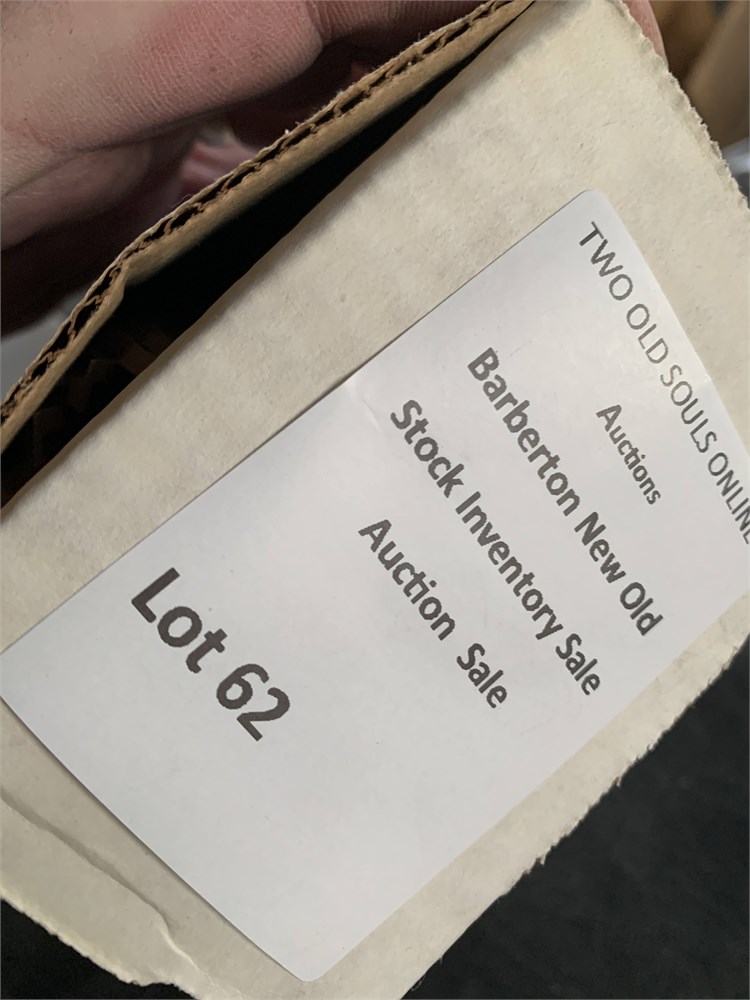 TWO OLD SOULS ONLINE
Auctions
Barberton New Old
Stock Inventory Sale
Auction Sale
Lot 62